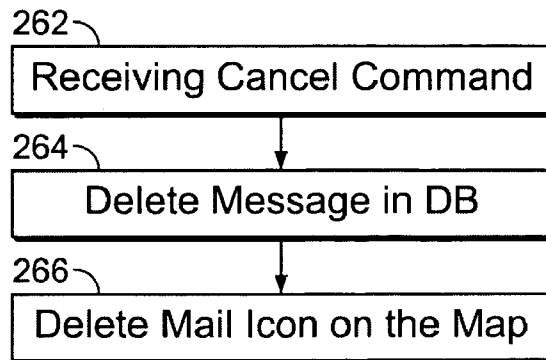 262
Receiving Cancel Command
264
Delete Message in DB
266
Delete Mail Icon on the Map